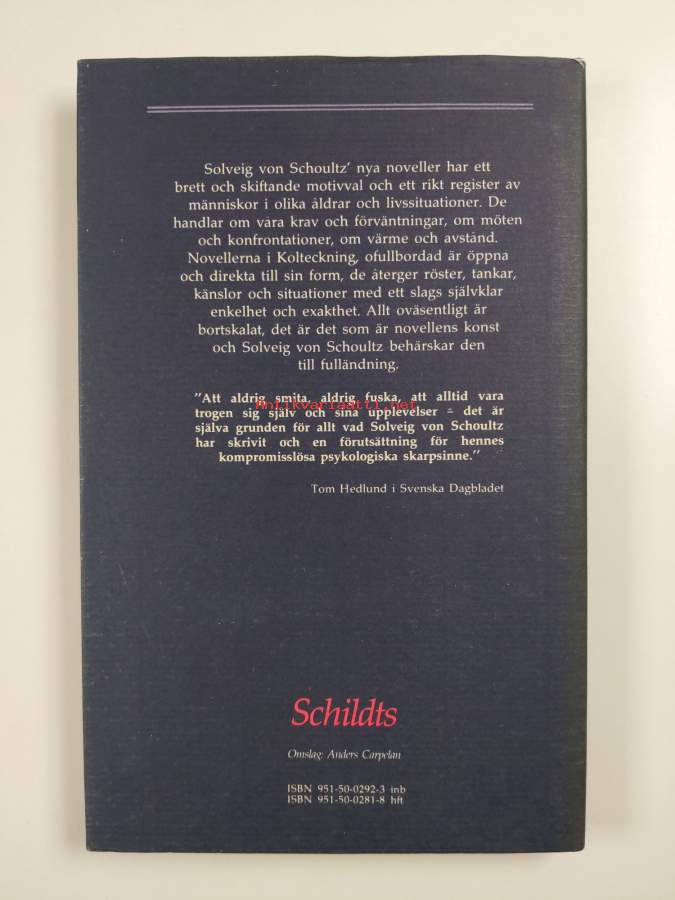 Solveig von Schoultz' nya noveller har ett
brett och skiftande motivval och ett rikt register av
människor i olika åldrar och livssituationer. De
handlar om våra krav och förväntningar, om möten
och konfrontationer, om värme och avstånd.
Novellerna i Kolteckning, ofullbordad är öppna
och direkta till sin form, de återger röster, tankar,
känslor och situationer med ett slags självklar
enkelhet och exakthet. Allt oväsentligt är
bortskalat, det är det som är novellens konst
och Solveig von Schoultz behärskar den
till fulländning.
"Att aldrig smita, aldrig fuska, att alltid vara
Antikvariaatti.net
trogen sig själv och sina upplevelser – det är
själva grunden för allt vad Solveig von Schoultz
har skrivit och en förutsättning för hennes
kompromisslösa psykologiska skarpsinne."
Tom Hedlund i Svenska Dagbladet
Schildts
Omslag: Anders Carpelan
ISBN 951-50-0292-3 inb
ISBN 951-50-0281-8 hft